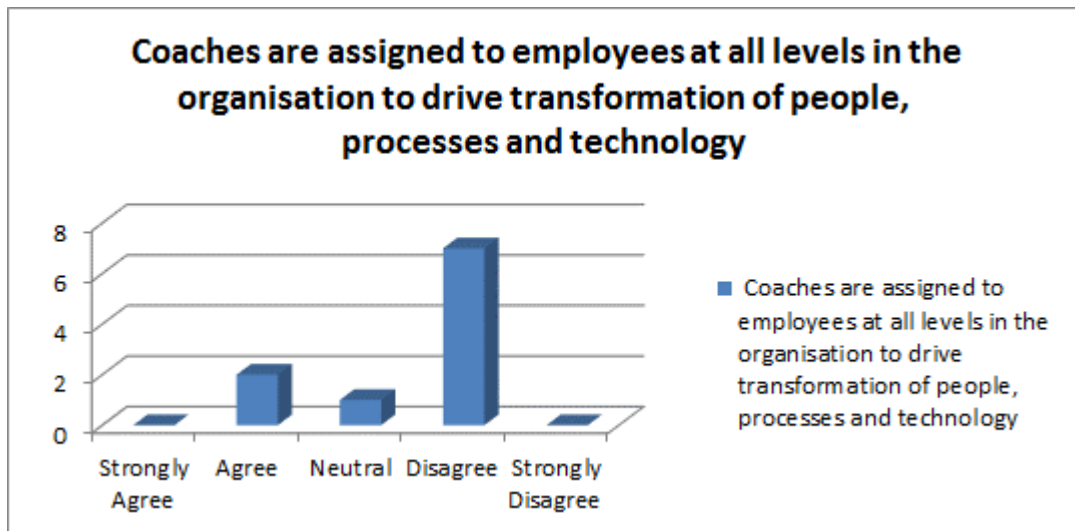 Coaches are assigned to employees at all levels in the
organisation to drive transformation of people,
processes and technology
8
6
4
2
0
Strongly Agree
Agree
Neutral
Disagree
Strongly Disagree
Coaches are assigned to
employees at all levels in the
organisation to drive
transformation of people,
processes and technology